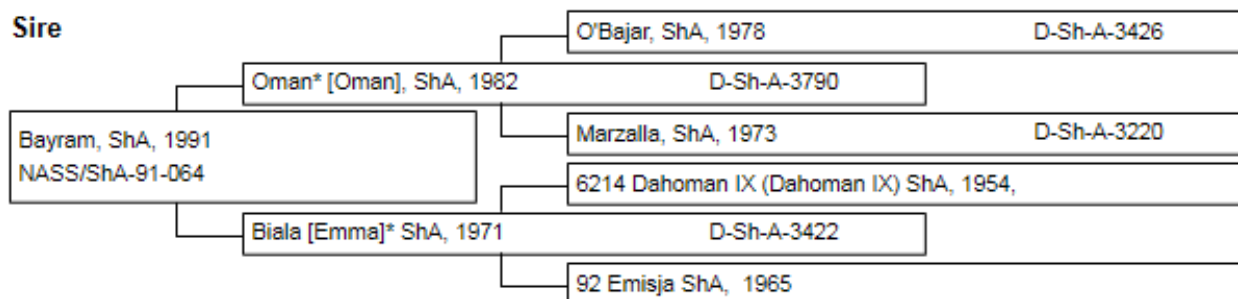 Sire
O'Bajar, ShA, 1978 D-Sh-A-3426
Oman* [Oman], ShA, 1982 D-Sh-A-3790
Marzalla, ShA, 1973 D-Sh-A-3220
Bayram, ShA, 1991
NASS/ShA-91-064
6214 Dahoman IX (Dahoman IX) ShA, 1954,
Biala [Emma]* ShA, 1971 D-Sh-A-3422
92 Emisja ShA, 1965